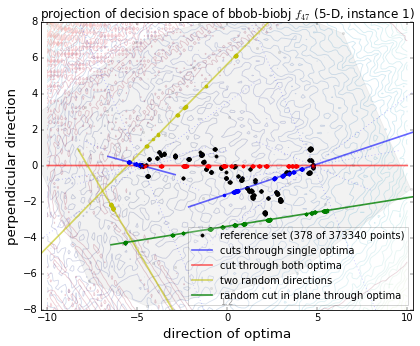 projection of decision space of bbob-biobj f47 (5-D, instance 1)
perpendicular direction
8
6
4
2
0
−2
−4
−6
−8
reference set (378 of 373340 points)
cuts through single optima
cut through both optima
two random directions
random cut in plane through optima
−10 −5 0 5 10
direction of optima